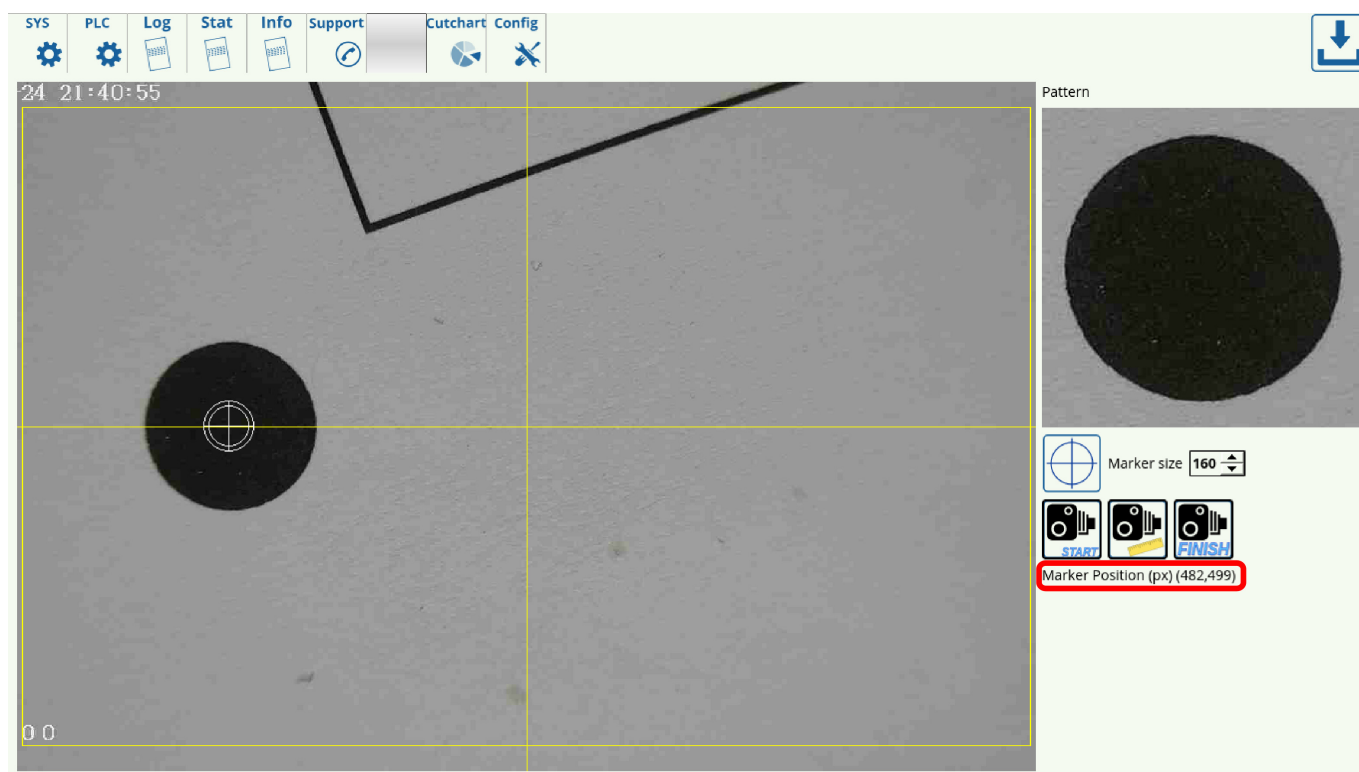 SYS PLC Log Stat Info Support Cutchart Config
24 21:40:55
Pattern
Marker size 160
START FINISH
Marker Position (px) (482,499)
0 0